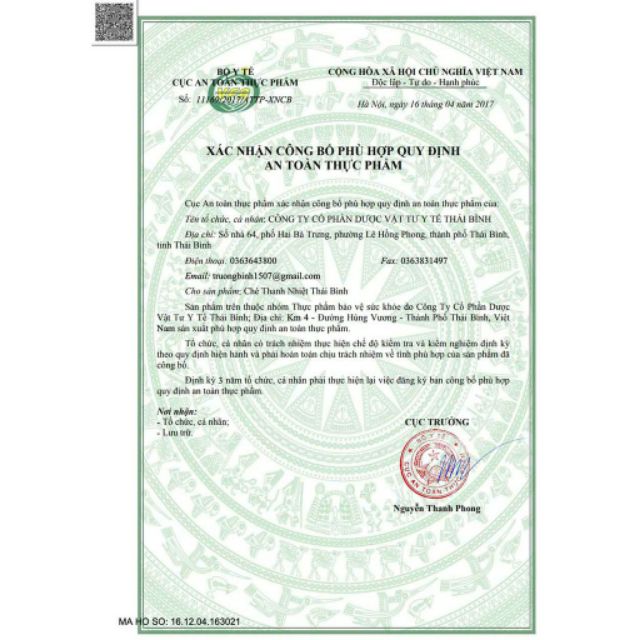 BỘ Y TẾ
CỤC AN TOÀN THỰC PHẨM
Số: 11169/2017/ATTP-XNCB
CỘNG HÒA XÃ HỘI CHỦ NGHĨA VIỆT NAM
Độc lập - Tự do - Hạnh phúc
Hà Nội, ngày 16 tháng 04 năm 2017
XÁC NHẬN CÔNG BỐ PHÙ HỢP QUY ĐỊNH
AN TOÀN THỰC PHẨM
Cục An toàn thực phẩm xác nhận công bố phù hợp quy định an toàn thực phẩm của:
Tên tổ chức, cá nhân: CÔNG TY CỔ PHẦN DƯỢC VẬT TƯ Y TẾ THÁI BÌNH
Địa chỉ: Số nhà 64, phố Hai Bà Trưng, phường Lê Hồng Phong, thành phố Thái Bình,
tỉnh Thái Bình
Điện thoại: 0363643800 Fax: 0363831497
Email: truongbinh1507@gmail.com
Cho sản phẩm: Chè Thanh Nhiệt Thái Bình
Sản phẩm trên thuộc nhóm Thực phẩm bảo vệ sức khỏe do Công Ty Cổ Phần Dược
Vật Tư Y Tế Thái Bình; Địa chỉ: Km 4 - Đường Hùng Vương - Thành Phố Thái Bình, Việt
Nam sản xuất phù hợp quy định an toàn thực phẩm.
Tổ chức, cá nhân có trách nhiệm thực hiện chế độ kiểm tra và kiểm nghiệm định kỳ
theo quy định hiện hành và phải hoàn toàn chịu trách nhiệm về tính phù hợp của sản phẩm đã
công bố.
Định kỳ 3 năm tổ chức, cá nhân phải thực hiện lại việc đăng ký bản công bố phù hợp
quy định an toàn thực phẩm.
Nơi nhận:
- Tổ chức, cá nhân;
- Lưu trữ.
CỤC TRƯỞNG
BỘ Y TẾ
CỤC AN TOÀN THỰC
Nguyễn Thanh Phong
MA HO SO: 16.12.04.163021